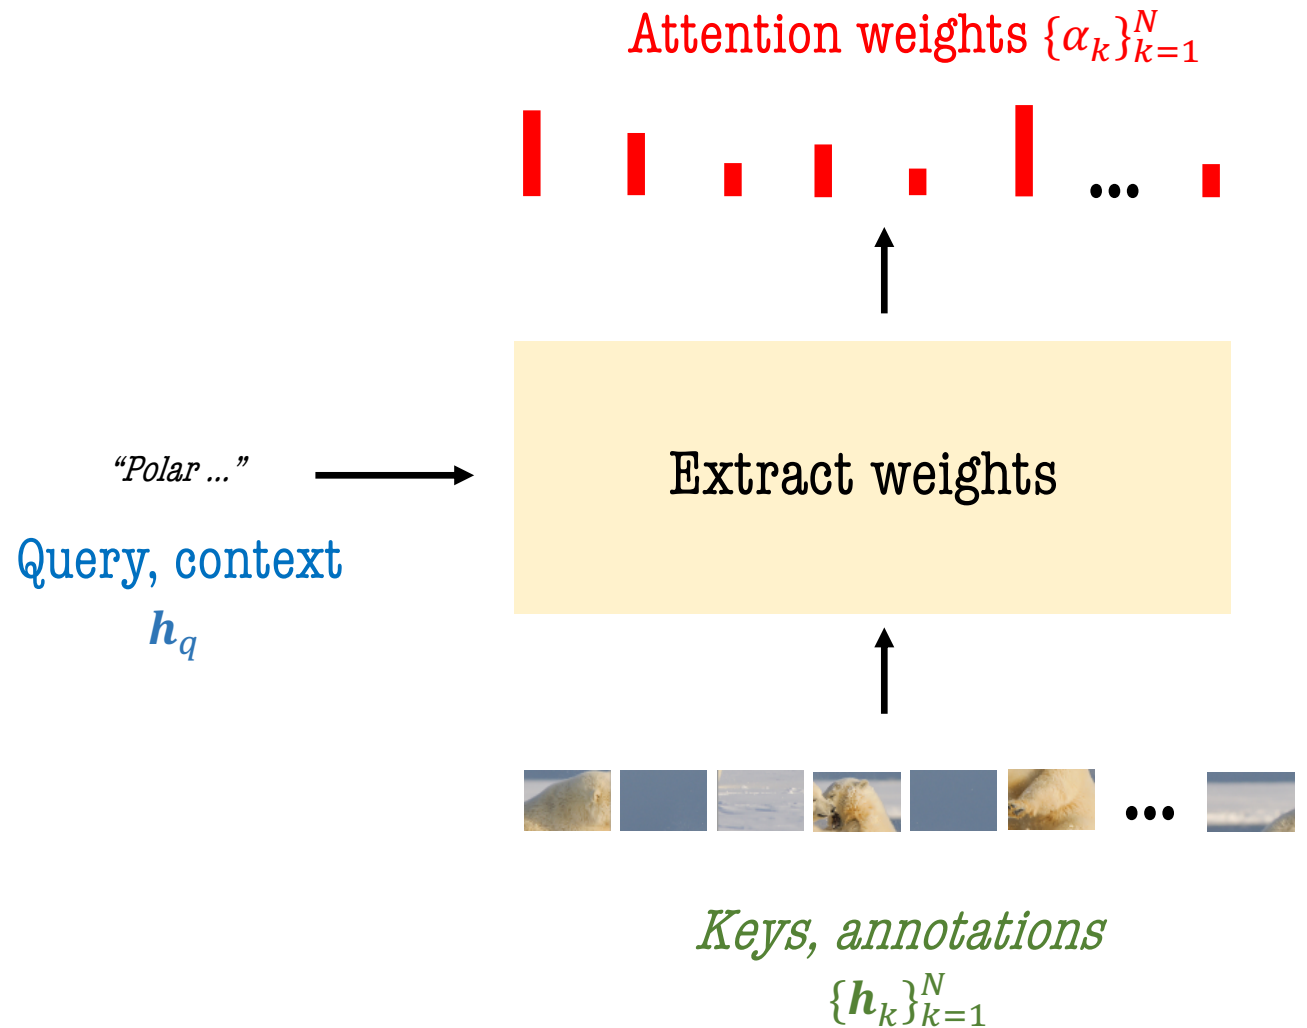 Attention weights {α_k}_{k=1}^N
...
“Polar ...”
Extract weights
Query, context
h_q
...
Keys, annotations
{h_k}_{k=1}^N